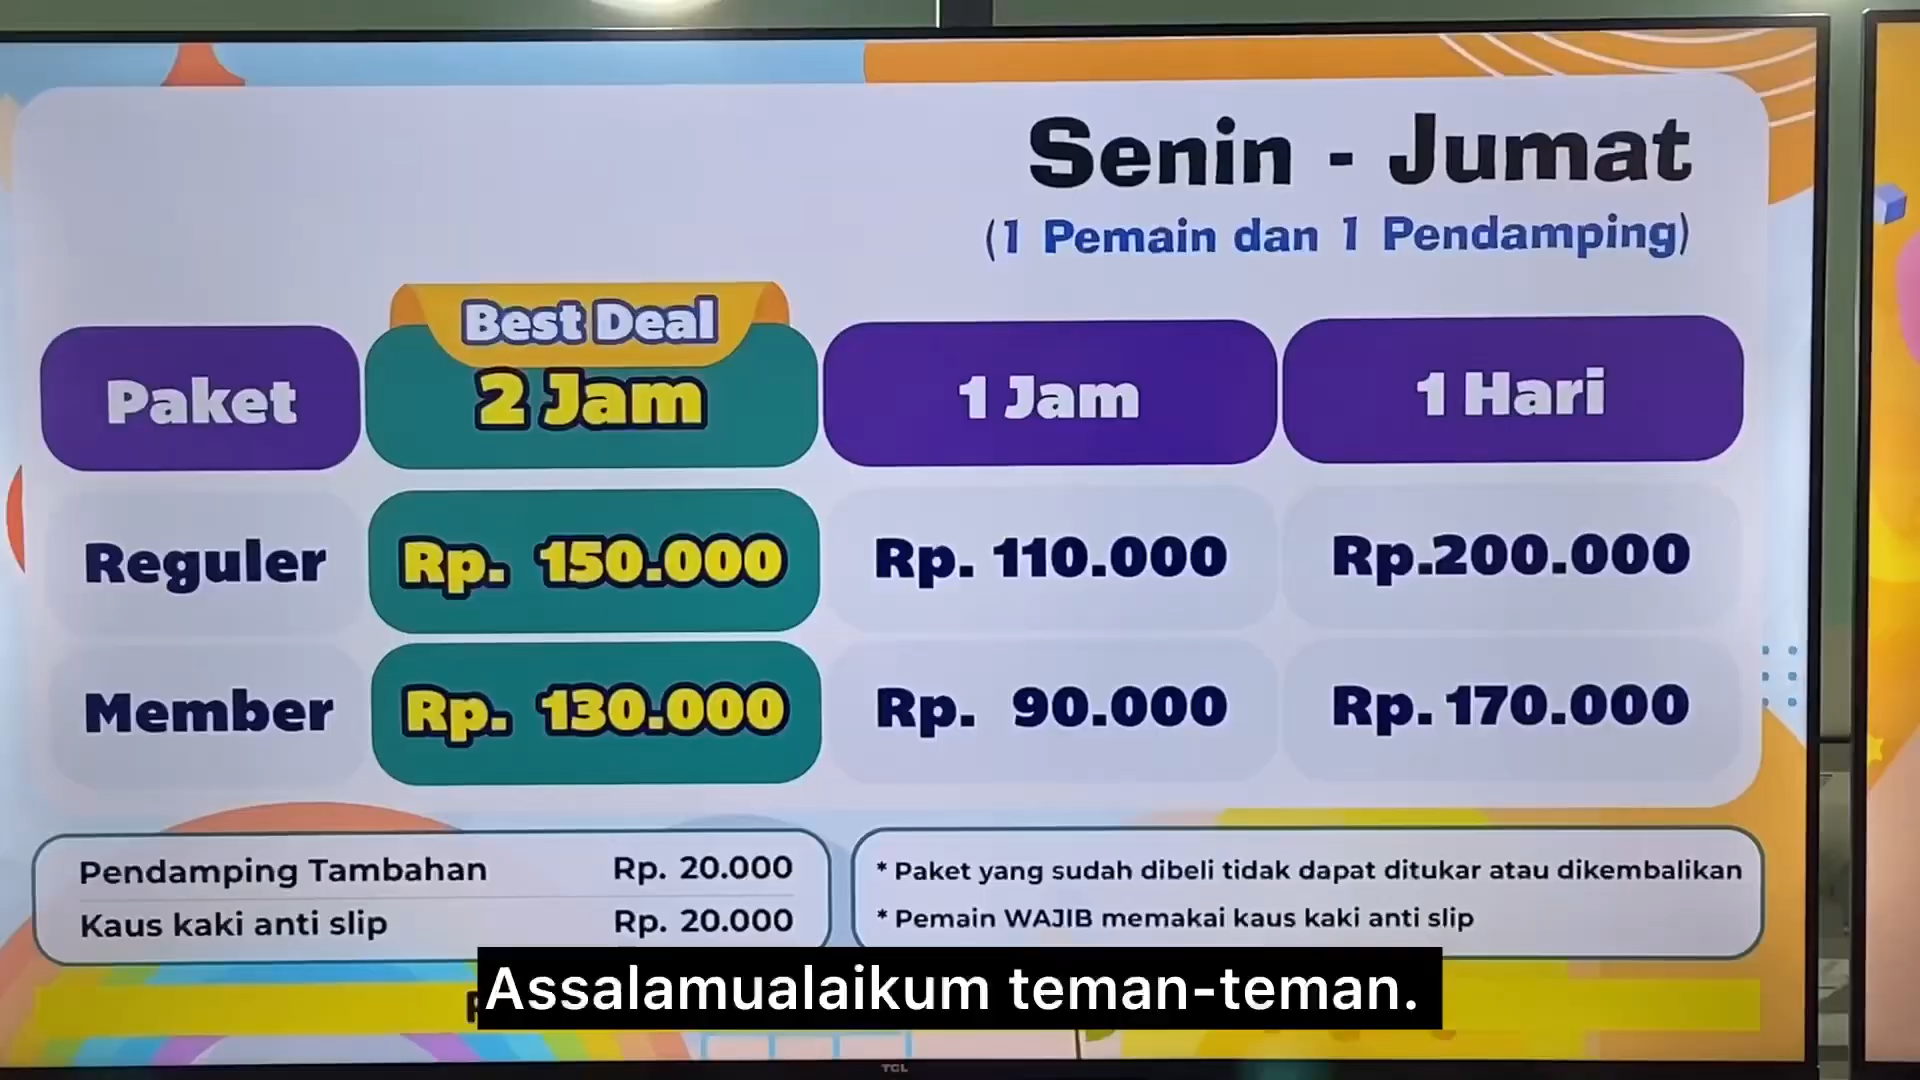 Senin - Jumat
(1 Pemain dan 1 Pendamping)
Best Deal
Paket 2 Jam 1 Jam 1 Hari
Reguler Rp. 150.000 Rp. 110.000 Rp.200.000
Member Rp. 130.000 Rp. 90.000 Rp. 170.000
Pendamping Tambahan Rp. 20.000
Kaus kaki anti slip Rp. 20.000
* Paket yang sudah dibeli tidak dapat ditukar atau dikembalikan
* Pemain WAJIB memakai kaus kaki anti slip
Assalamualaikum teman-teman.
TCL